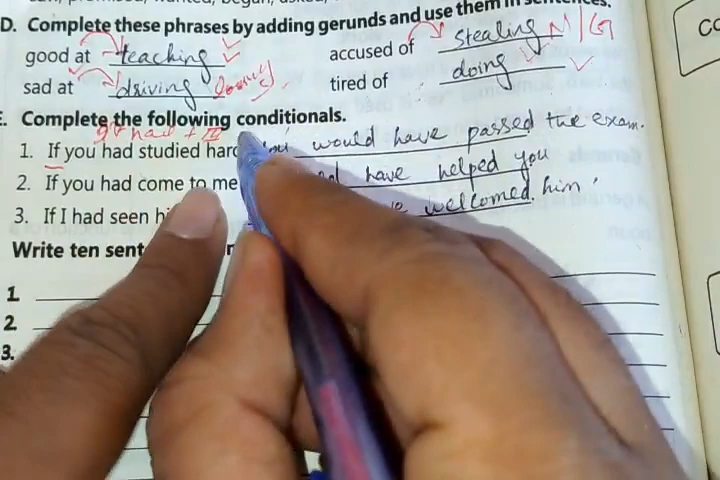 D. Complete these phrases by adding gerunds and use them in sentences.
good at teaching accused of stealing N/G
sad at driving tired of doing
E. Complete the following conditionals.
If had + III
1. If you had studied hard you would have passed the exam.
2. If you had come to me have helped you
3. If I had seen welcomed him.
Write ten
1
2
3.